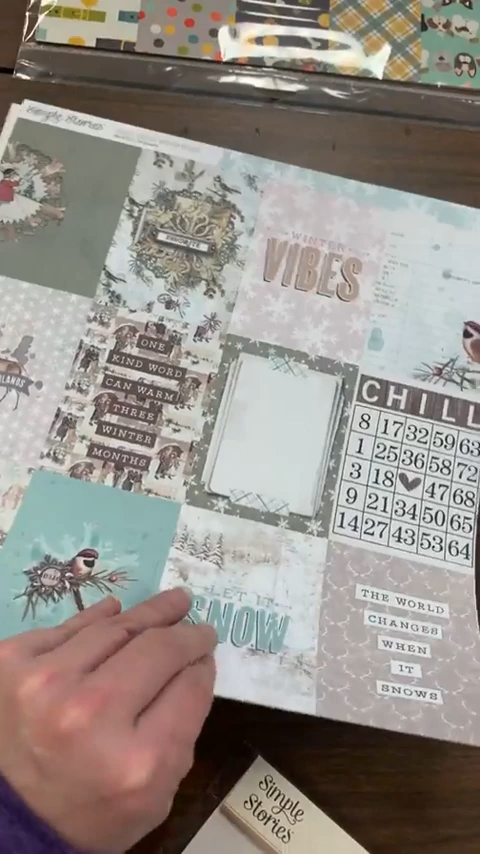 Simple Stories
FAVORITE
WINTER
VIBES
LANDS
ONE
KIND WORD
CAN WARM
THREE
WINTER
MONTHS
CHILL
8 17 32 59 63
1 25 36 58 72
3 18 47 68
9 21 34 50 65
14 27 43 53 64
LET IT
SNOW
THE WORLD
CHANGES
WHEN
IT
SNOWS
Simple
Stories